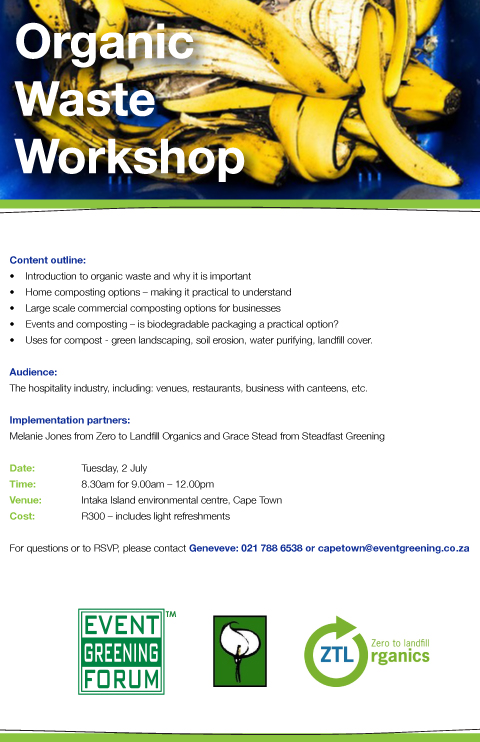 Organic
Waste
Workshop
Content outline:
• Introduction to organic waste and why it is important
• Home composting options – making it practical to understand
• Large scale commercial composting options for businesses
• Events and composting – is biodegradable packaging a practical option?
• Uses for compost - green landscaping, soil erosion, water purifying, landfill cover.
Audience:
The hospitality industry, including: venues, restaurants, business with canteens, etc.
Implementation partners:
Melanie Jones from Zero to Landfill Organics and Grace Stead from Steadfast Greening
Date: Tuesday, 2 July
Time: 8.30am for 9.00am – 12.00pm
Venue: Intaka Island environmental centre, Cape Town
Cost: R300 – includes light refreshments
For questions or to RSVP, please contact Geneveve: 021 788 6538 or capetown@eventgreening.co.za
EVENT TM
GREENING
FORUM
ZTL
Zero to landfill
rganics